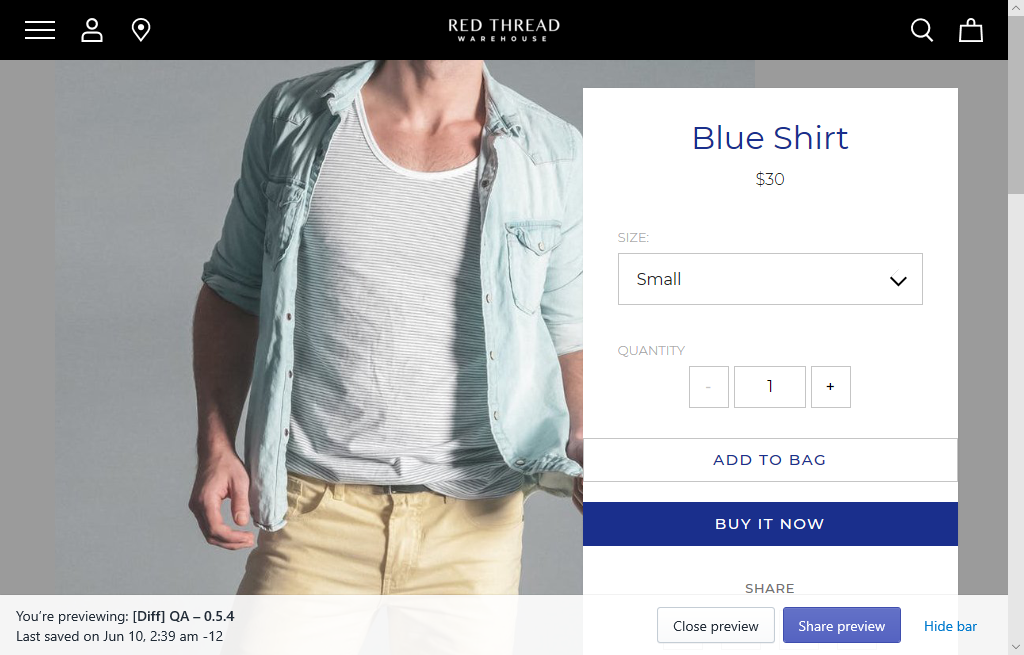 RED THREAD
WAREHOUSE
Blue Shirt
$30
SIZE:
Small
QUANTITY
- 1 +
ADD TO BAG
BUY IT NOW
SHARE
You're previewing: [Diff] QA – 0.5.4
Last saved on Jun 10, 2:39 am -12
Close preview
Share preview
Hide bar